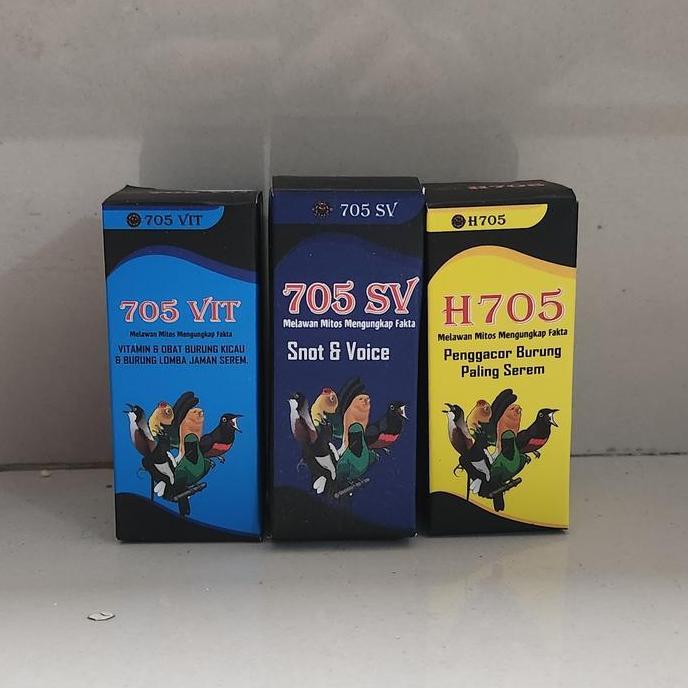 705 VIT
705 VIT
Melawan Mitos Mengungkap Fakta
VITAMIN & OBAT BURUNG KICAU
& BURUNG LOMBA JAMAN SEREM.
705 SV
705 SV
Melawan Mitos Mengungkap Fakta
Snot & Voice
H705
H705
H705
Melawan Mitos Mengungkap Fakta
Penggacor Burung
Paling Serem